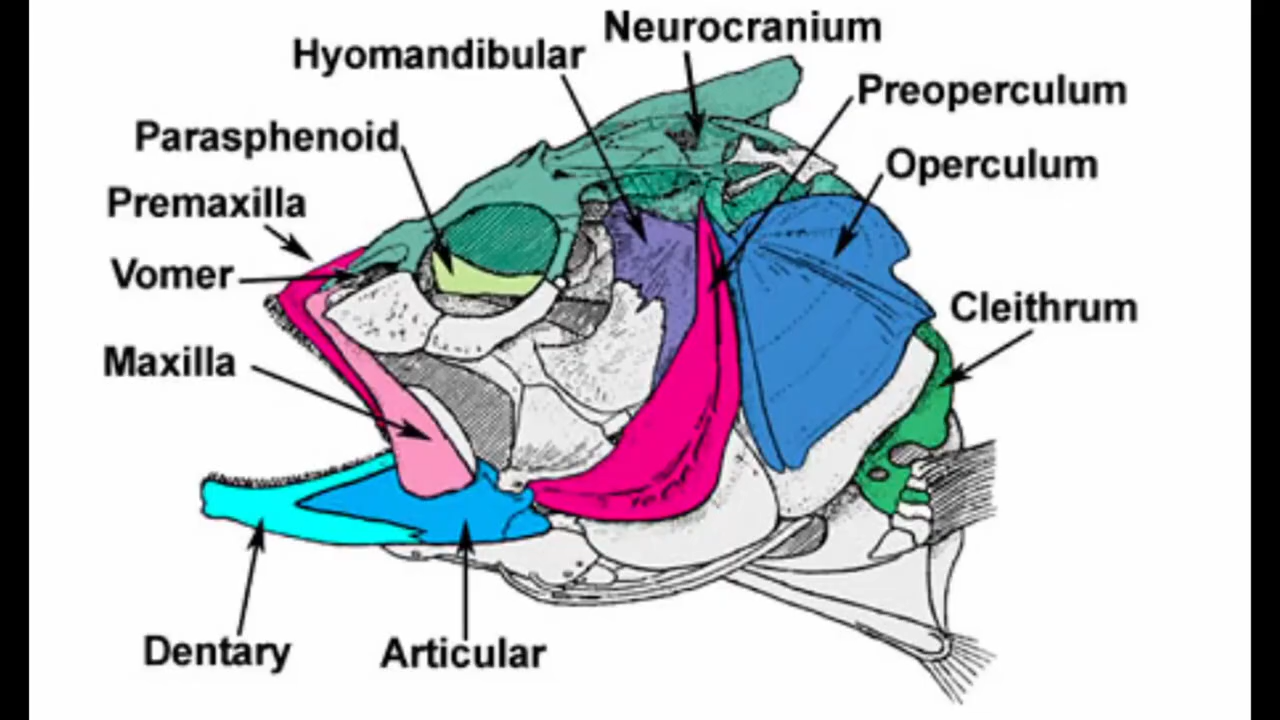 Neurocranium
Hyomandibular
Preoperculum
Parasphenoid
Operculum
Premaxilla
Vomer
Cleithrum
Maxilla
Dentary
Articular